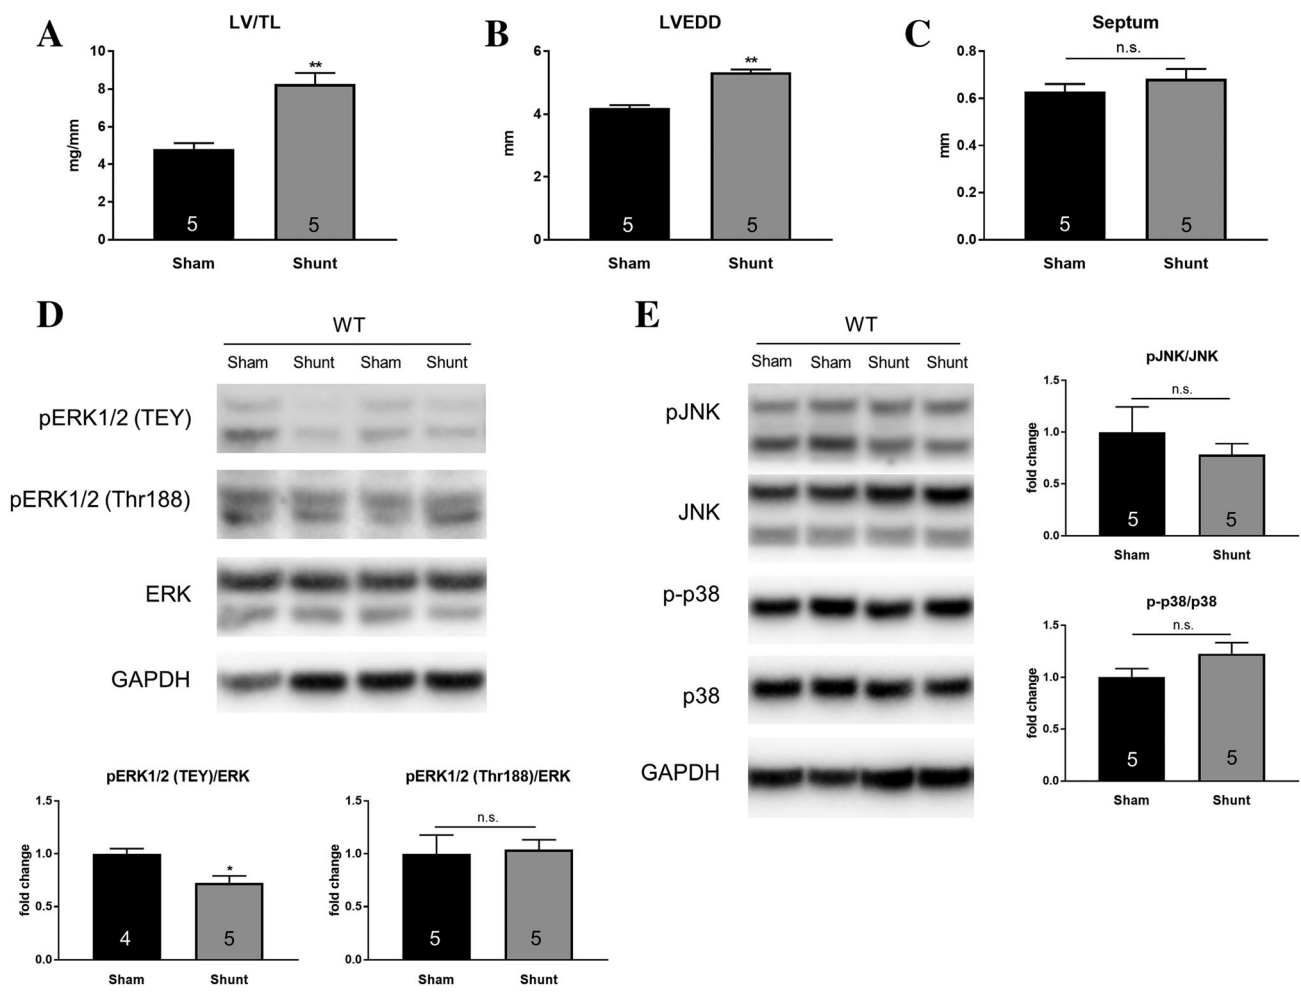 A
LV/TL
mg/mm
10
8
6
4
2
0
**
5
5
Sham
Shunt
B
LVEDD
mm
6
4
2
0
**
5
5
Sham
Shunt
C
Septum
mm
0.8
0.6
0.4
0.2
0.0
n.s.
5
5
Sham
Shunt
D
WT
Sham Shunt Sham Shunt
pERK1/2 (TEY)
pERK1/2 (Thr188)
ERK
GAPDH
pERK1/2 (TEY)/ERK
fold change
1.5
1.0
0.5
0.0
*
4
5
Sham
Shunt
pERK1/2 (Thr188)/ERK
fold change
1.5
1.0
0.5
0.0
n.s.
5
5
Sham
Shunt
E
WT
Sham Sham Shunt Shunt
pJNK
JNK
p-p38
p38
GAPDH
pJNK/JNK
fold change
1.5
1.0
0.5
0.0
n.s.
5
5
Sham
Shunt
p-p38/p38
fold change
1.5
1.0
0.5
0.0
n.s.
5
5
Sham
Shunt